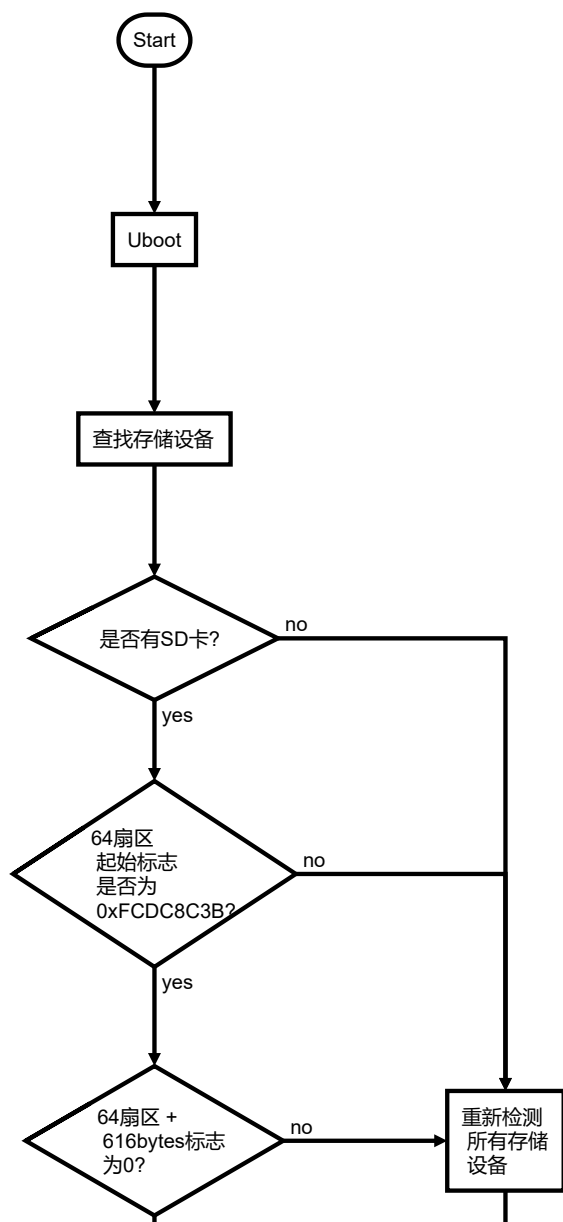 Start
Uboot
查找存储设备
是否有SD卡?
no
yes
64扇区
起始标志
是否为
0xFCDC8C3B?
no
yes
64扇区 +
616bytes标志
为0?
no
重新检测
所有存储
设备